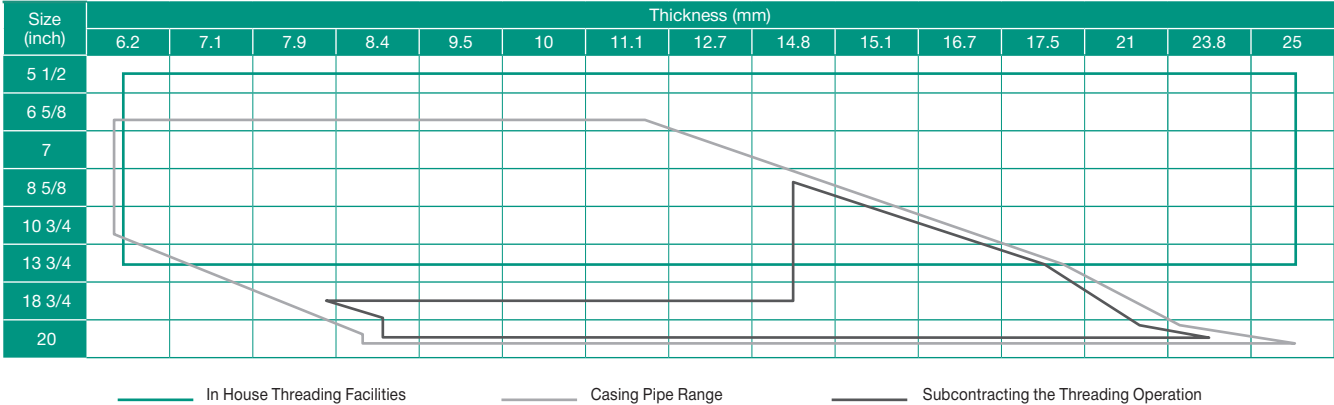 Size
(inch)
Thickness (mm)
6.2 7.1 7.9 8.4 9.5 10 11.1 12.7 14.8 15.1 16.7 17.5 21 23.8 25
5 1/2
6 5/8
7
8 5/8
10 3/4
13 3/4
18 3/4
20
In House Threading Facilities Casing Pipe Range Subcontracting the Threading Operation